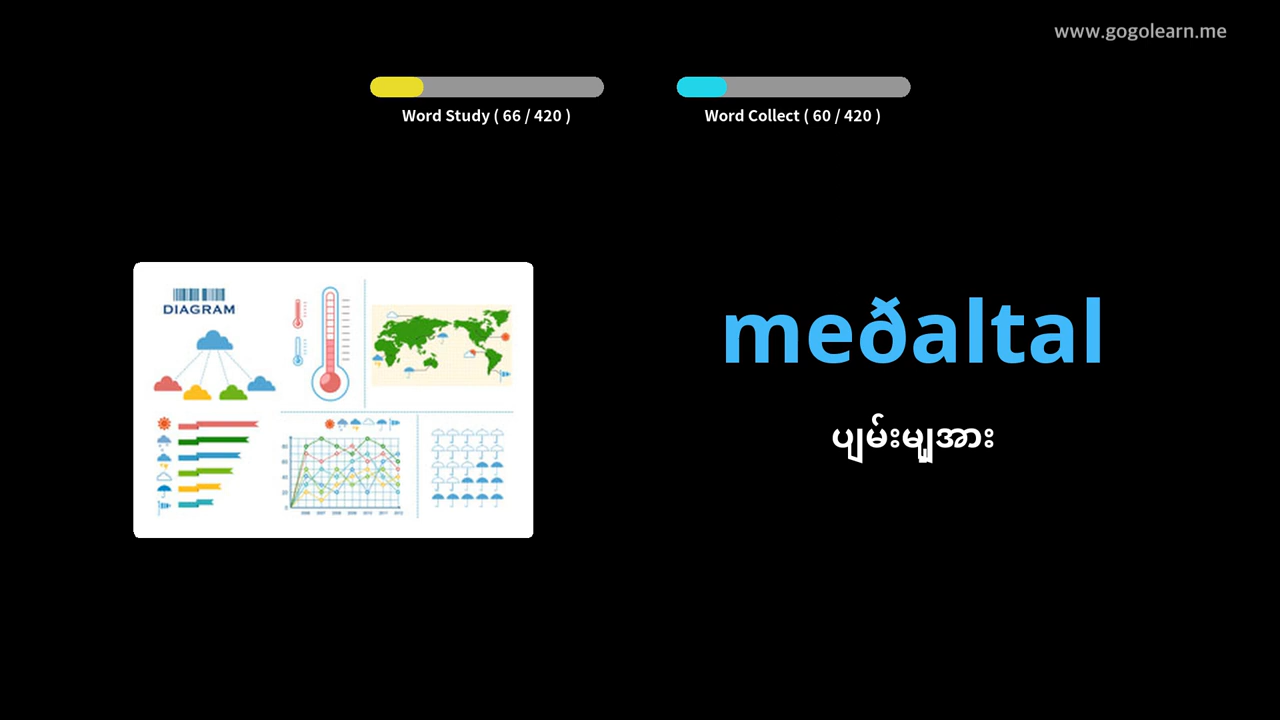 www.gogolearn.me
Word Study ( 66 / 420 )
Word Collect ( 60 / 420 )
DIAGRAM
meðaltal
ပျမ်းမျှအား